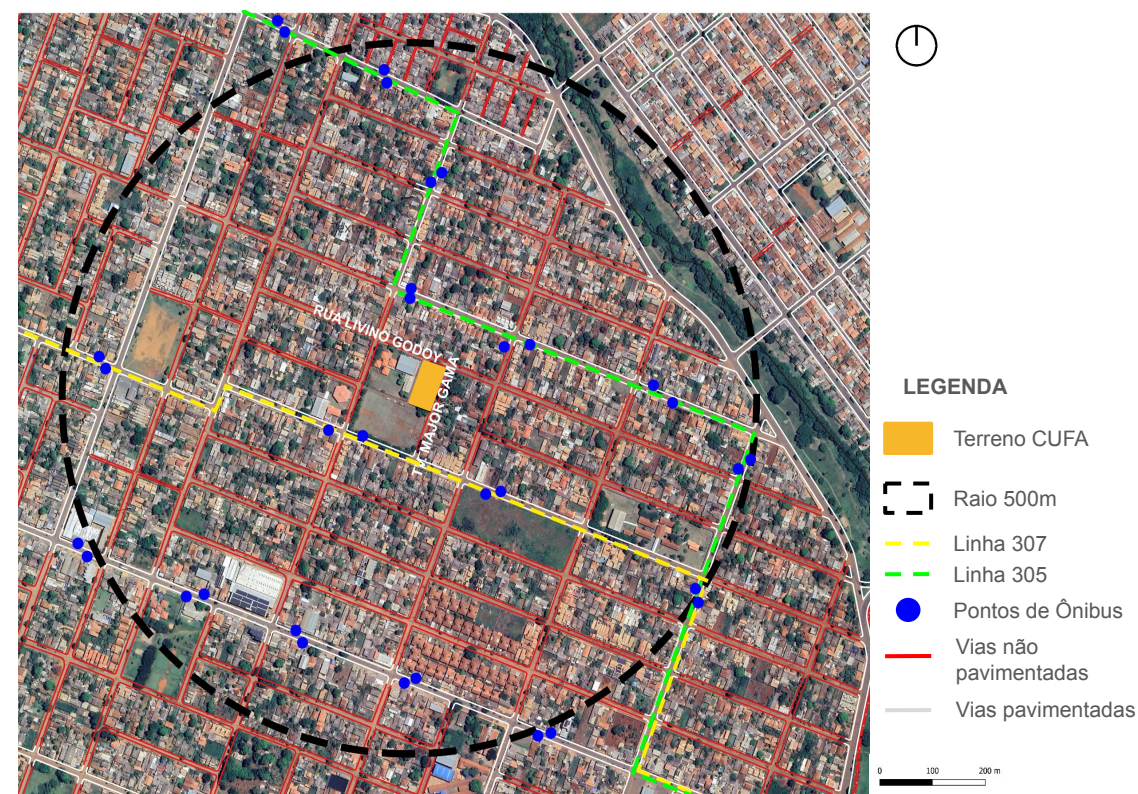 RUA LIVINO GODOY
TV. MAJOR GAMA
LEGENDA
Terreno CUFA
Raio 500m
Linha 307
Linha 305
Pontos de Ônibus
Vias não
pavimentadas
Vias pavimentadas
0 100 200 m